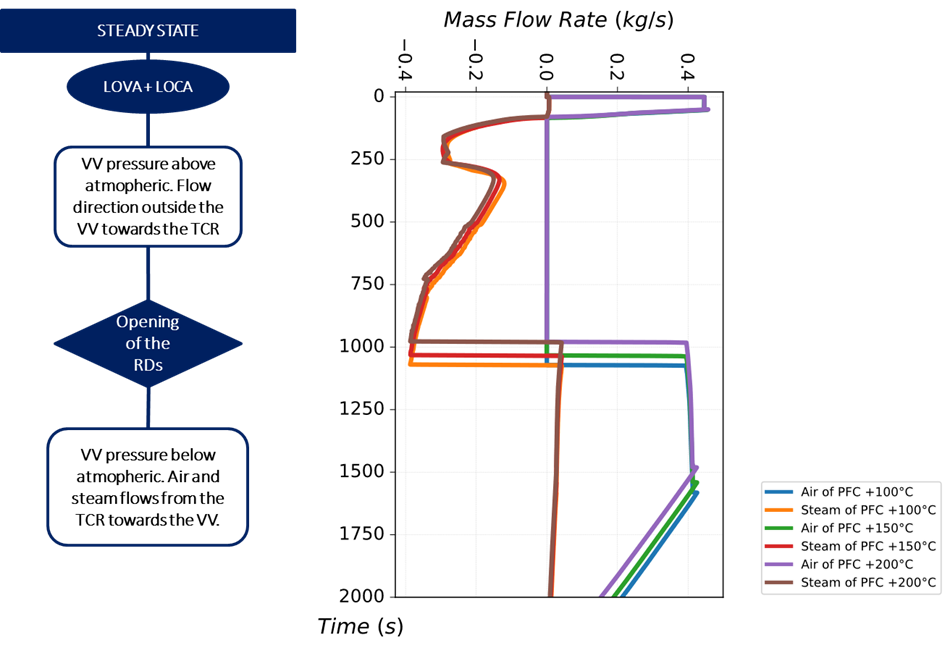 STEADY STATE
LOVA + LOCA
VV pressure above
atmopheric. Flow
direction outside the
VV towards the TCR
Opening
of the
RDs
VV pressure below
atmopheric. Air and
steam flows from the
TCR towards the VV.
Mass Flow Rate (kg/s)
−0.4
−0.2
0.0
0.2
0.4
0
250
500
750
1000
1250
1500
1750
2000
Time (s)
Air of PFC +100°C
Steam of PFC +100°C
Air of PFC +150°C
Steam of PFC +150°C
Air of PFC +200°C
Steam of PFC +200°C